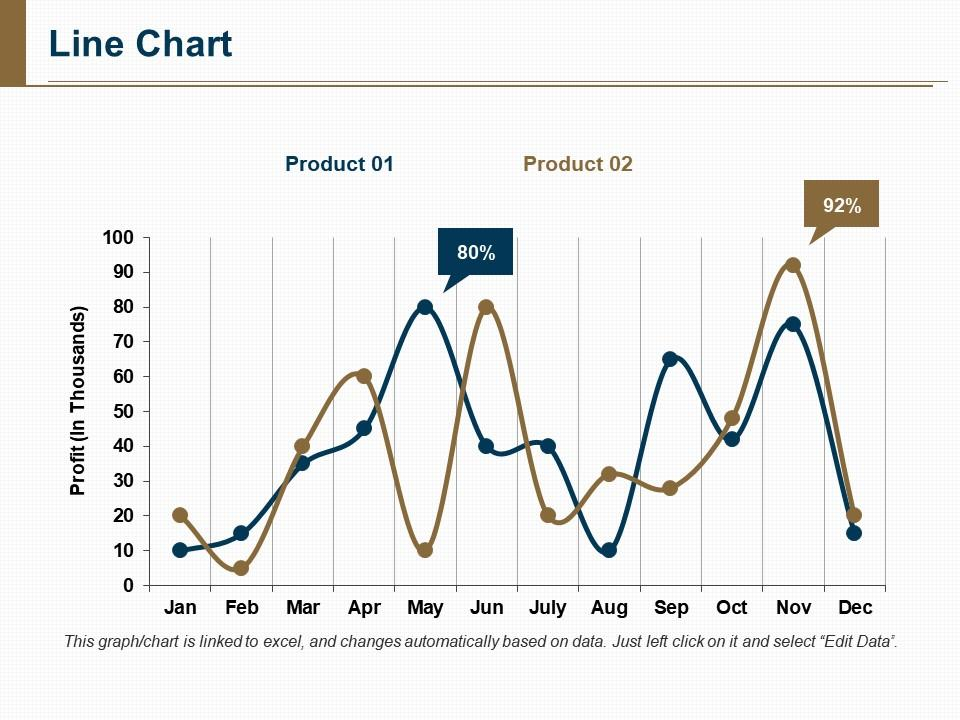 Line Chart
Product 01
Product 02
92%
80%
100
90
80
70
60
50
40
30
20
10
0
Profit (In Thousands)
Jan Feb Mar Apr May Jun July Aug Sep Oct Nov Dec
This graph/chart is linked to excel, and changes automatically based on data. Just left click on it and select “Edit Data”.